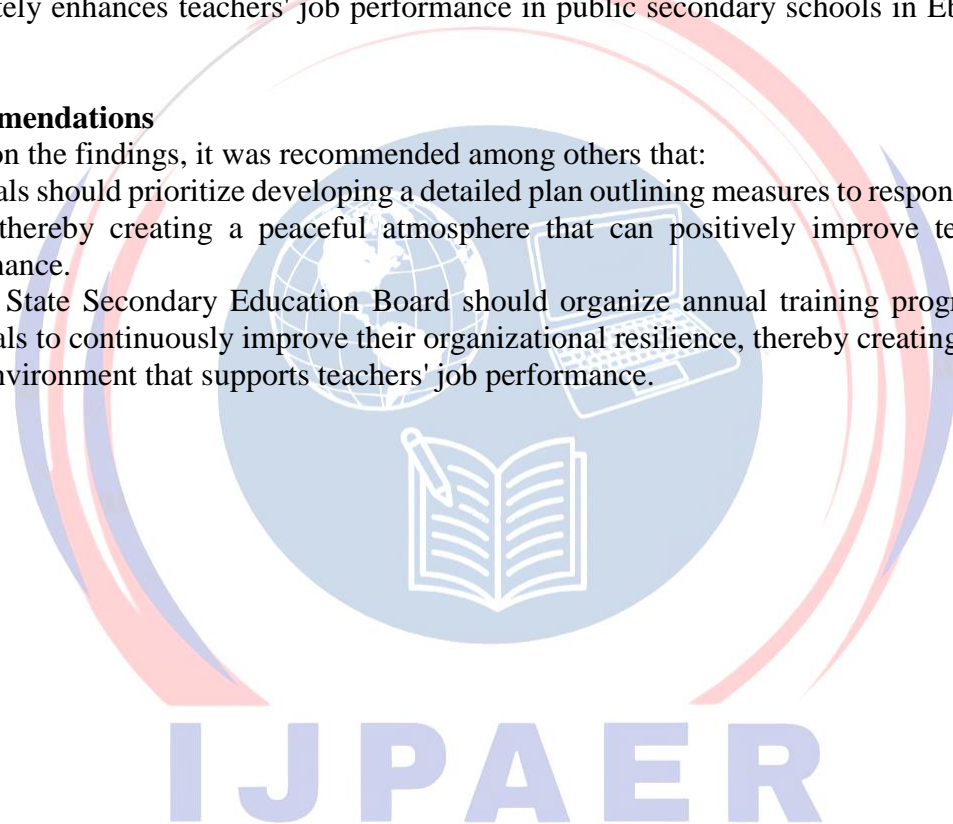 tely enhances teachers' job performance in public secondary schools in Eb
mendations
on the findings, it was recommended among others that:
als should prioritize developing a detailed plan outlining measures to respon
thereby creating a peaceful atmosphere that can positively improve te
nance.
State Secondary Education Board should organize annual training progr
als to continuously improve their organizational resilience, thereby creating
nvironment that supports teachers' job performance.
IJPAER